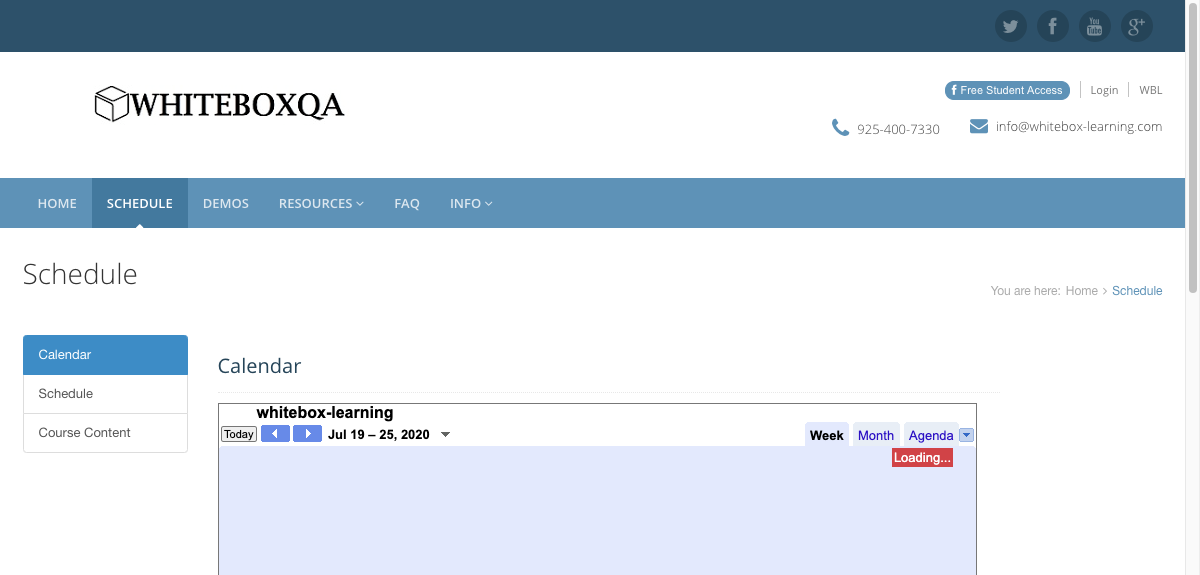 You Tube
g+
WHITEBOXQA
f Free Student Access
Login
WBL
925-400-7330
info@whitebox-learning.com
HOME
SCHEDULE
DEMOS
RESOURCES
FAQ
INFO
Schedule
You are here: Home > Schedule
Calendar
Schedule
Course Content
Calendar
whitebox-learning
Today
Jul 19 – 25, 2020
Week
Month
Agenda
Loading...